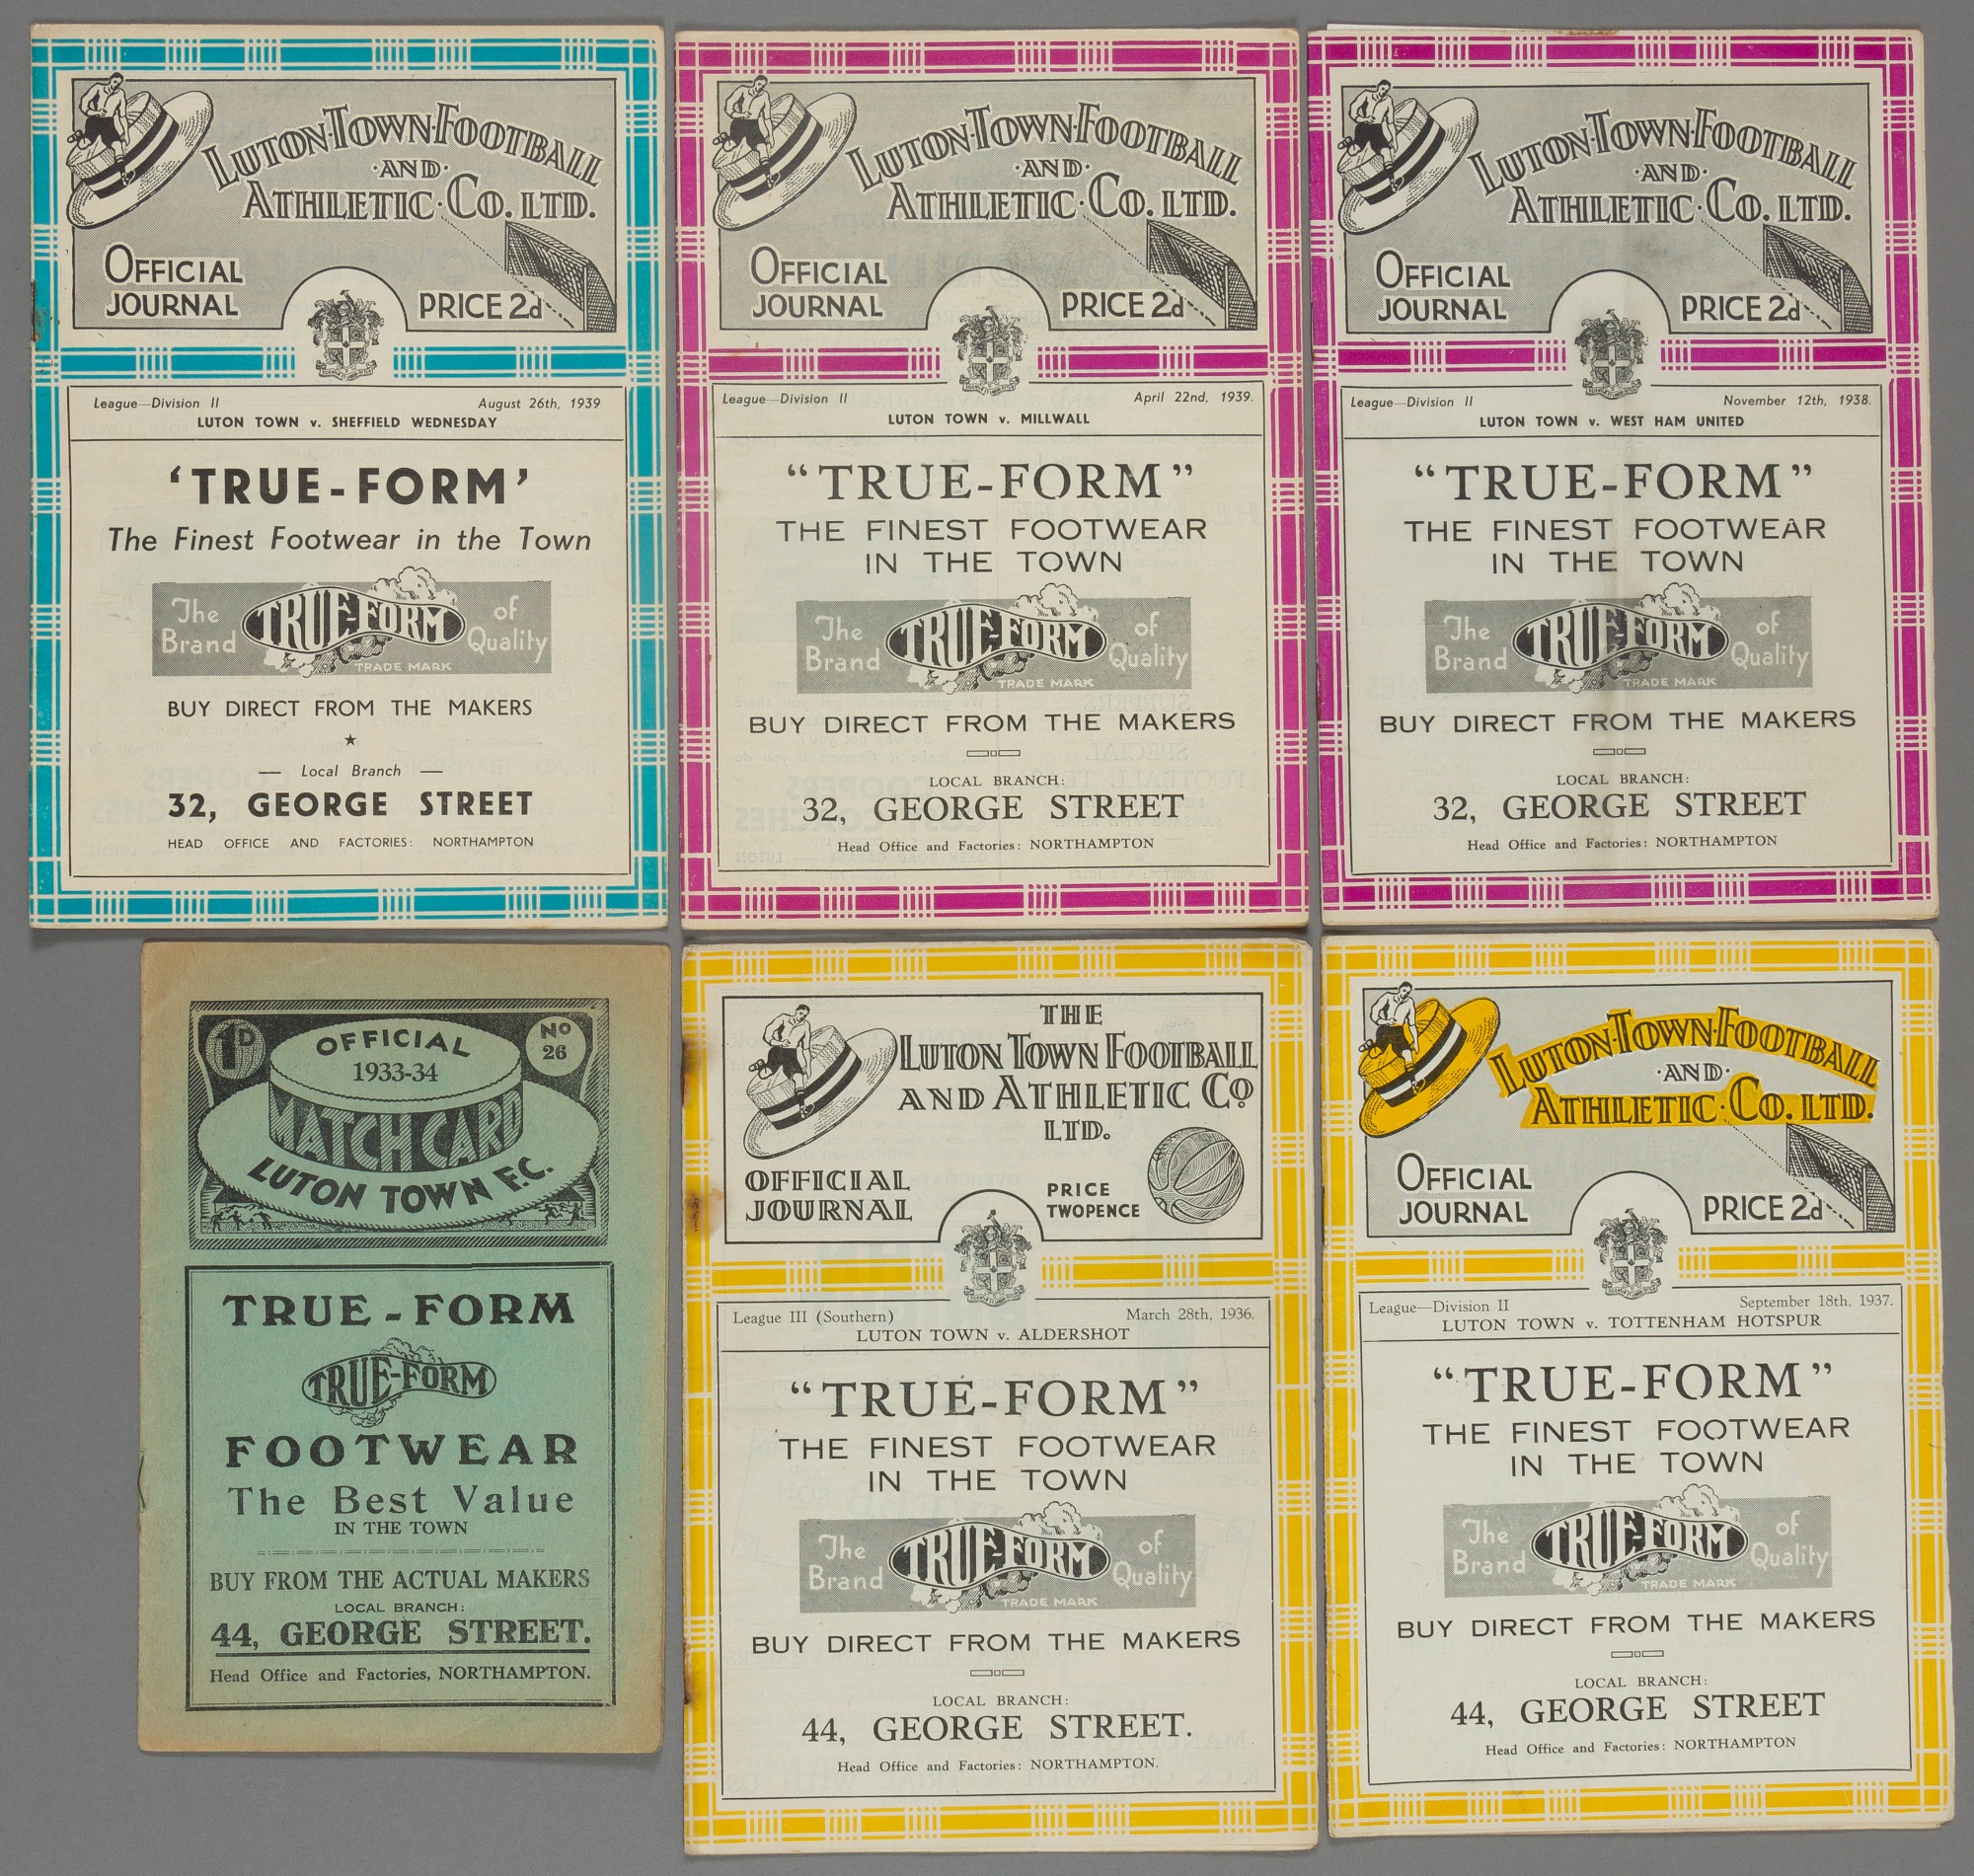 LUTON·TOWN·FOOTBALL
·AND·
ATHLETIC·CO. LTD.
OFFICIAL
JOURNAL
PRICE 2d
League—Division II August 26th, 1939
LUTON TOWN v. SHEFFIELD WEDNESDAY
'TRUE-FORM'
The Finest Footwear in the Town
The Brand TRUE-FORM of Quality
TRADE MARK
BUY DIRECT FROM THE MAKERS
★
— Local Branch —
32, GEORGE STREET
HEAD OFFICE AND FACTORIES: NORTHAMPTON
LUTON·TOWN·FOOTBALL
·AND·
ATHLETIC·CO. LTD.
OFFICIAL
JOURNAL
PRICE 2d
League—Division II April 22nd, 1939.
LUTON TOWN v. MILLWALL
"TRUE-FORM"
THE FINEST FOOTWEAR
IN THE TOWN
The Brand TRUE-FORM of Quality
TRADE MARK
BUY DIRECT FROM THE MAKERS
LOCAL BRANCH:
32, GEORGE STREET
Head Office and Factories: NORTHAMPTON
LUTON·TOWN·FOOTBALL
·AND·
ATHLETIC·CO. LTD.
OFFICIAL
JOURNAL
PRICE 2d
League—Division II November 12th, 1938.
LUTON TOWN v. WEST HAM UNITED
"TRUE-FORM"
THE FINEST FOOTWEAR
IN THE TOWN
The Brand TRUE-FORM of Quality
TRADE MARK
BUY DIRECT FROM THE MAKERS
LOCAL BRANCH:
32, GEORGE STREET
Head Office and Factories: NORTHAMPTON
1D
OFFICIAL
1933-34
No 26
MATCH CARD
LUTON TOWN F.C.
TRUE-FORM
TRUE-FORM
FOOTWEAR
The Best Value
IN THE TOWN
BUY FROM THE ACTUAL MAKERS
LOCAL BRANCH:
44, GEORGE STREET.
Head Office and Factories, NORTHAMPTON.
THE
LUTON TOWN FOOTBALL
AND ATHLETIC Co
LTD.
OFFICIAL
JOURNAL
PRICE
TWOPENCE
League III (Southern) March 28th, 1936.
LUTON TOWN v. ALDERSHOT
"TRUE-FORM"
THE FINEST FOOTWEAR
IN THE TOWN
The Brand TRUE-FORM of Quality
TRADE MARK
BUY DIRECT FROM THE MAKERS
LOCAL BRANCH:
44, GEORGE STREET.
Head Office and Factories: NORTHAMPTON.
LUTON·TOWN·FOOTBALL
·AND·
ATHLETIC·CO. LTD.
OFFICIAL
JOURNAL
PRICE 2d
League—Division II September 18th, 1937.
LUTON TOWN v. TOTTENHAM HOTSPUR
"TRUE-FORM"
THE FINEST FOOTWEAR
IN THE TOWN
The Brand TRUE-FORM of Quality
TRADE MARK
BUY DIRECT FROM THE MAKERS
LOCAL BRANCH:
44, GEORGE STREET
Head Office and Factories: NORTHAMPTON